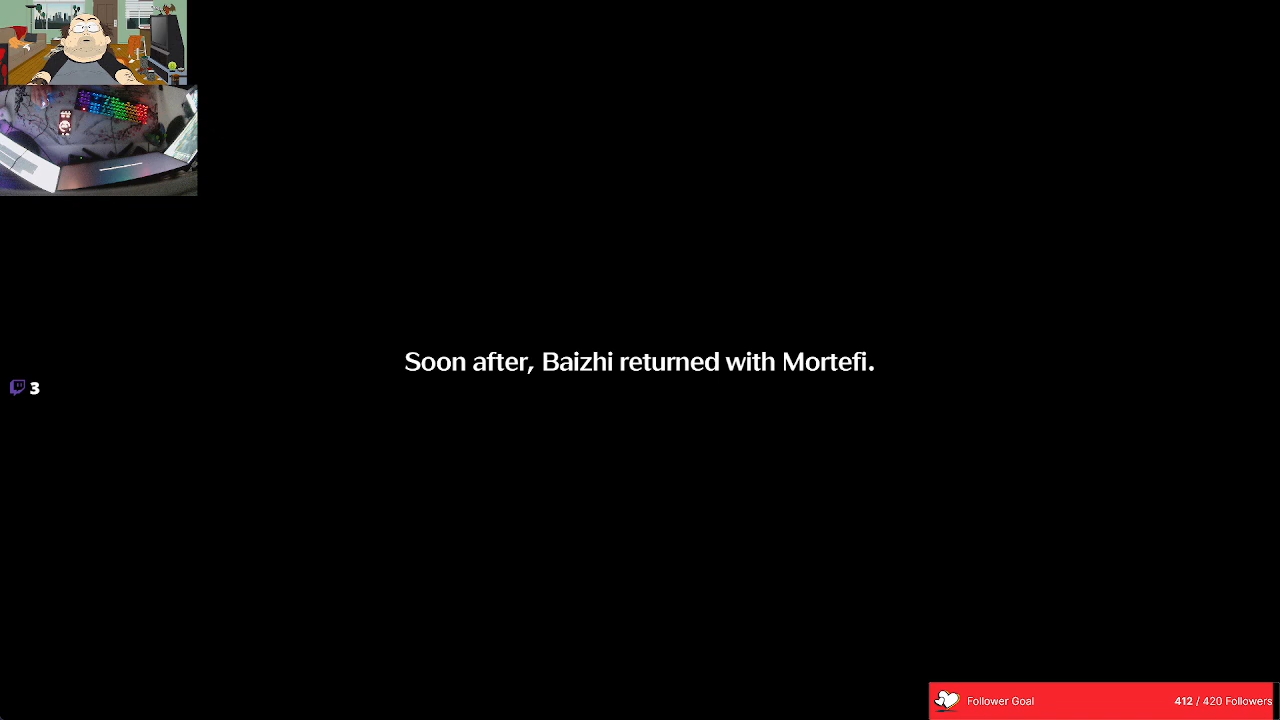 Soon after, Baizhi returned with Mortefi.
3
Follower Goal
412 / 420 Followers